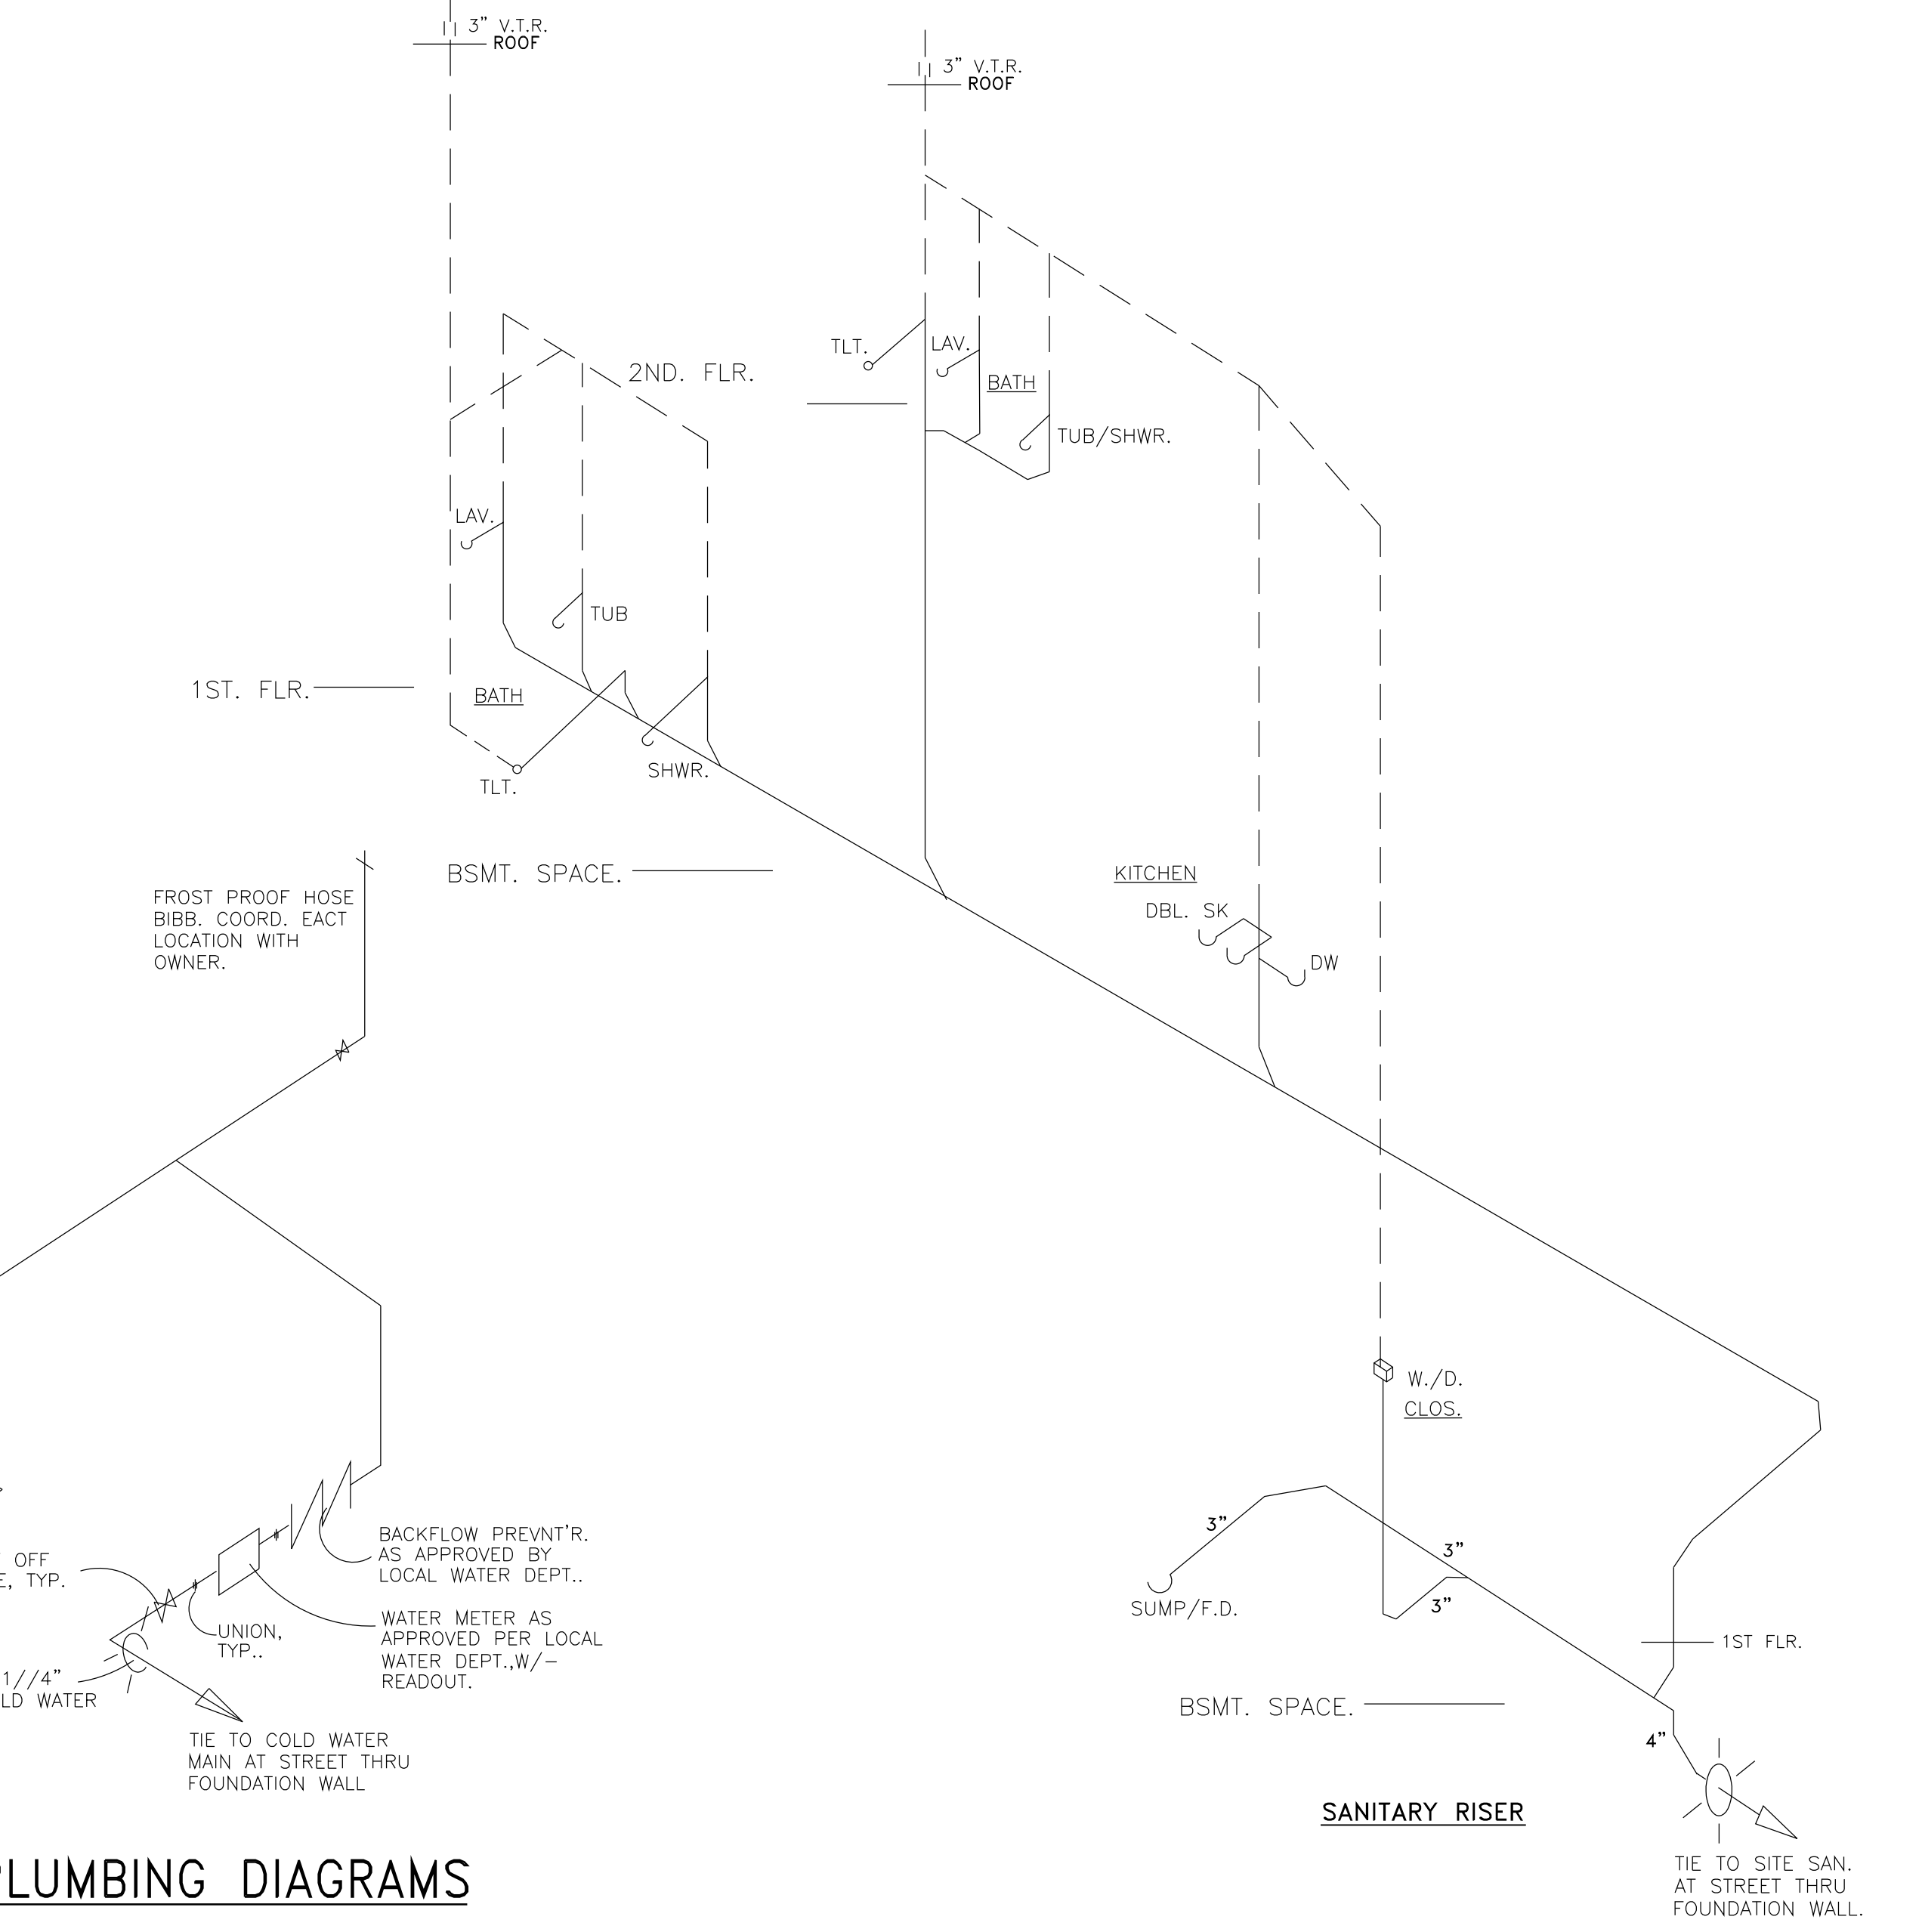 3" V.T.R.
ROOF
3" V.T.R.
ROOF
TLT.
LAV.
BATH
2ND. FLR.
TUB/SHWR.
LAV.
TUB
1ST. FLR.
BATH
TLT.
SHWR.
BSMT. SPACE.
KITCHEN
DBL. SK
DW
FROST PROOF HOSE
BIBB. COORD. EACT
LOCATION WITH
OWNER.
W./D.
CLOS.
3"
3"
3"
SUMP/F.D.
1ST FLR.
BSMT. SPACE.
4"
BACKFLOW PREVNT'R.
AS APPROVED BY
LOCAL WATER DEPT..
OFF
E, TYP.
UNION,
TYP..
WATER METER AS
APPROVED PER LOCAL
WATER DEPT.,W/-
READOUT.
1//4"
LD WATER
TIE TO COLD WATER
MAIN AT STREET THRU
FOUNDATION WALL
SANITARY RISER
TIE TO SITE SAN.
AT STREET THRU
FOUNDATION WALL.
PLUMBING DIAGRAMS